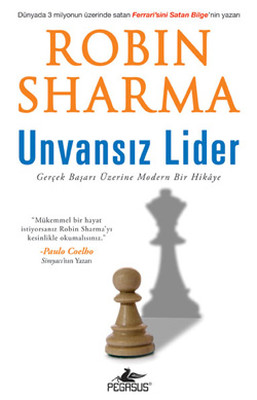 Dünyada 3 milyonun üzerinde satan Ferrari'sini Satan Bilge'nin yazarı
ROBIN
SHARMA
Unvansız Lider
Gerçek Başarı Üzerine Modern Bir Hikâye
"Mükemmel bir hayat
istiyorsanız Robin Sharma'yı
kesinlikle okumalısınız."
-Paulo Coelho
Simyacı'nın Yazarı
PEGASUS